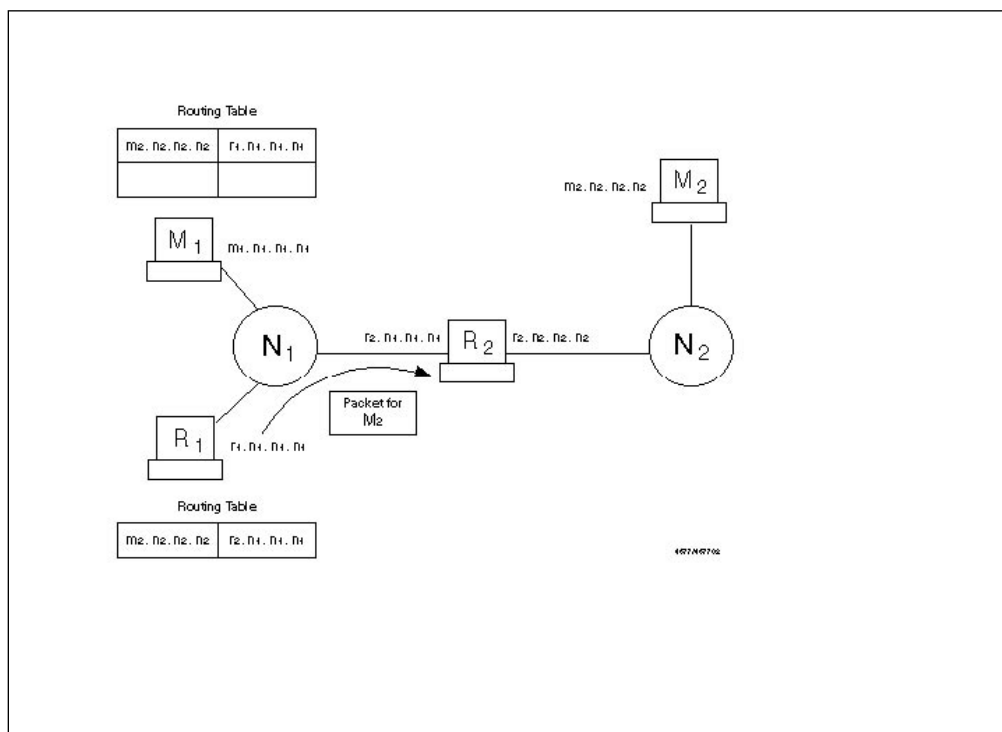 Routing Table
m2. n2. n2. n2 r1. n1. n1. n1
M2
m2. n2. n2. n2
M1
m1. n1. n1. n1
N1
r2. n1. n1. n1
R2
r2. n2. n2. n2
N2
Packet for
M2
R1
r1. n1. n1. n1
Routing Table
m2. n2. n2. n2 r2. n1. n1. n1